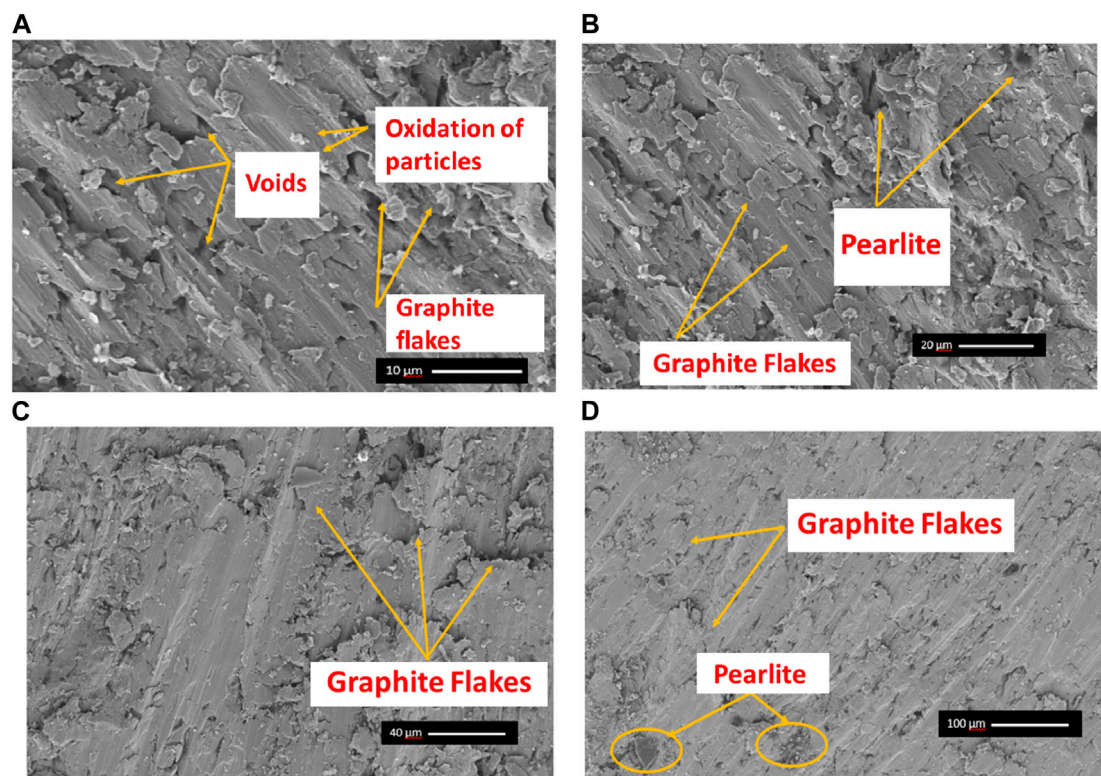 A
Oxidation of
particles
Voids
Graphite
flakes
10 µm
B
Pearlite
Graphite Flakes
20 µm
C
Graphite Flakes
40 µm
D
Graphite Flakes
Pearlite
100 µm